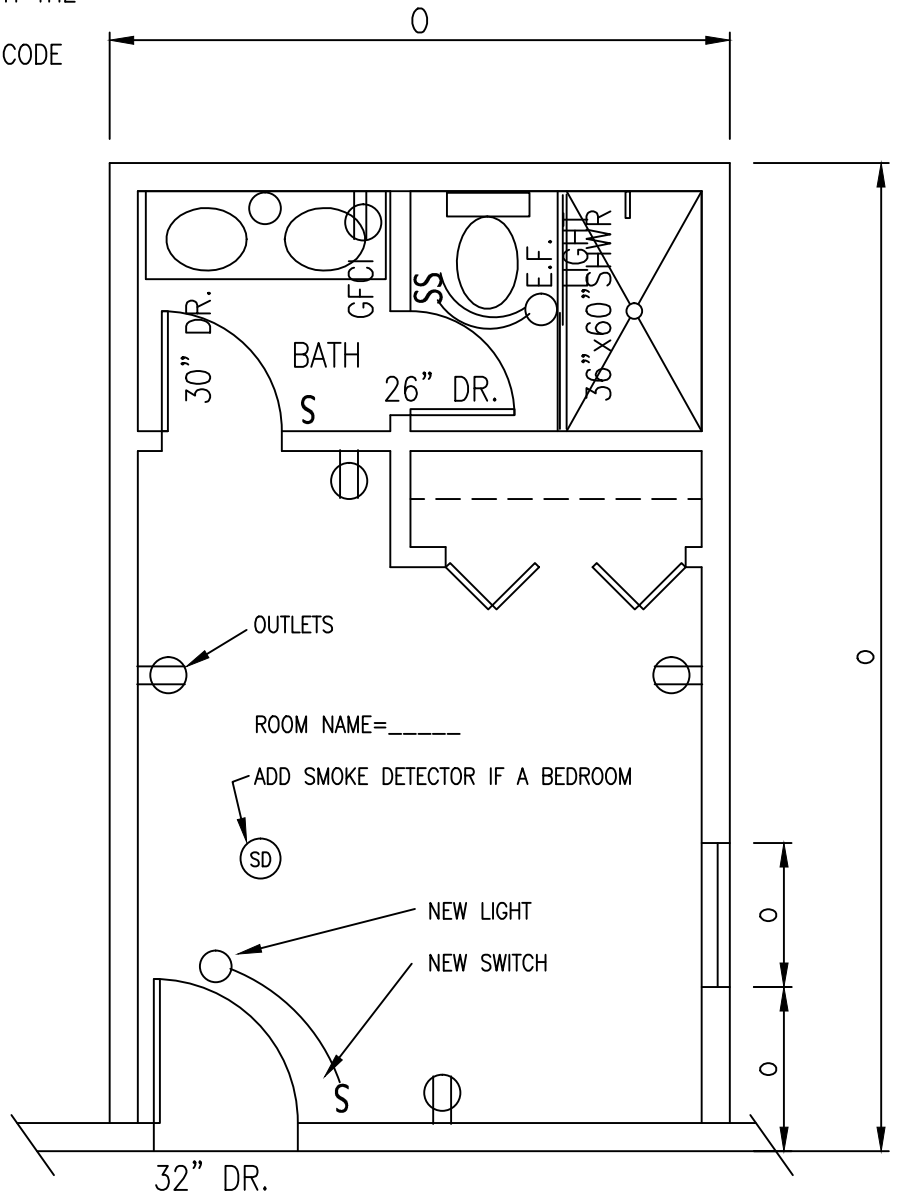 CODE
0
GFCI
SS
E.F.
LIGHT
36"x60"SHWR
30" DR.
BATH
26" DR.
S
OUTLETS
0
ROOM NAME=_____
ADD SMOKE DETECTOR IF A BEDROOM
SD
NEW LIGHT
0
NEW SWITCH
0
S
32" DR.